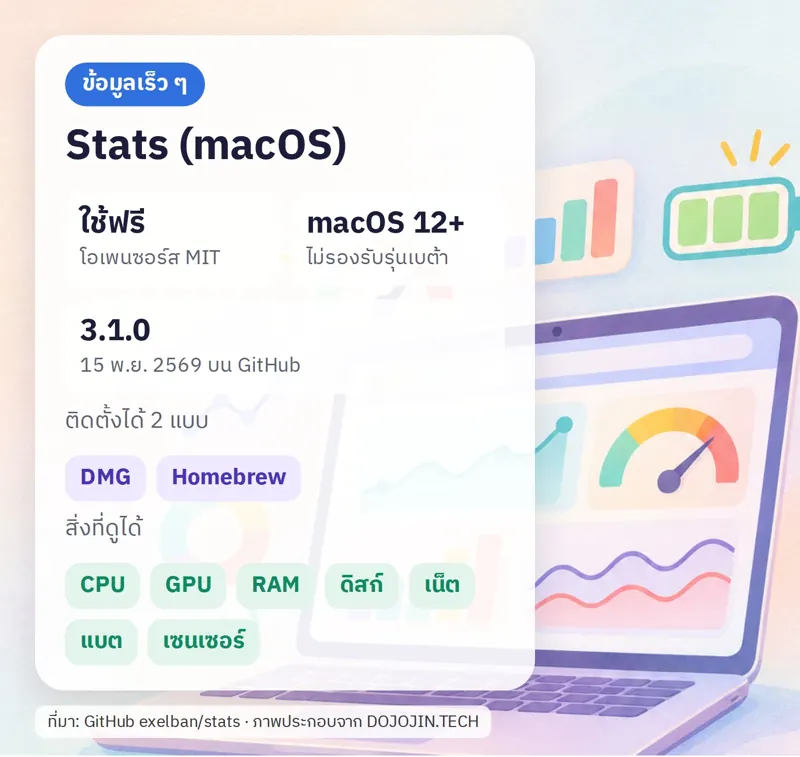 ข้อมูลเร็ว ๆ
Stats (macOS)
ใช้ฟรี
โอเพนซอร์ส MIT
macOS 12+
ไม่รองรับรุ่นเบต้า
3.1.0
15 พ.ย. 2569 บน GitHub
ติดตั้งได้ 2 แบบ
DMG Homebrew
สิ่งที่ดูได้
CPU GPU RAM ดิสก์ เน็ต
แบต เซนเซอร์
ที่มา: GitHub exelban/stats · ภาพประกอบจาก DOJOJIN.TECH